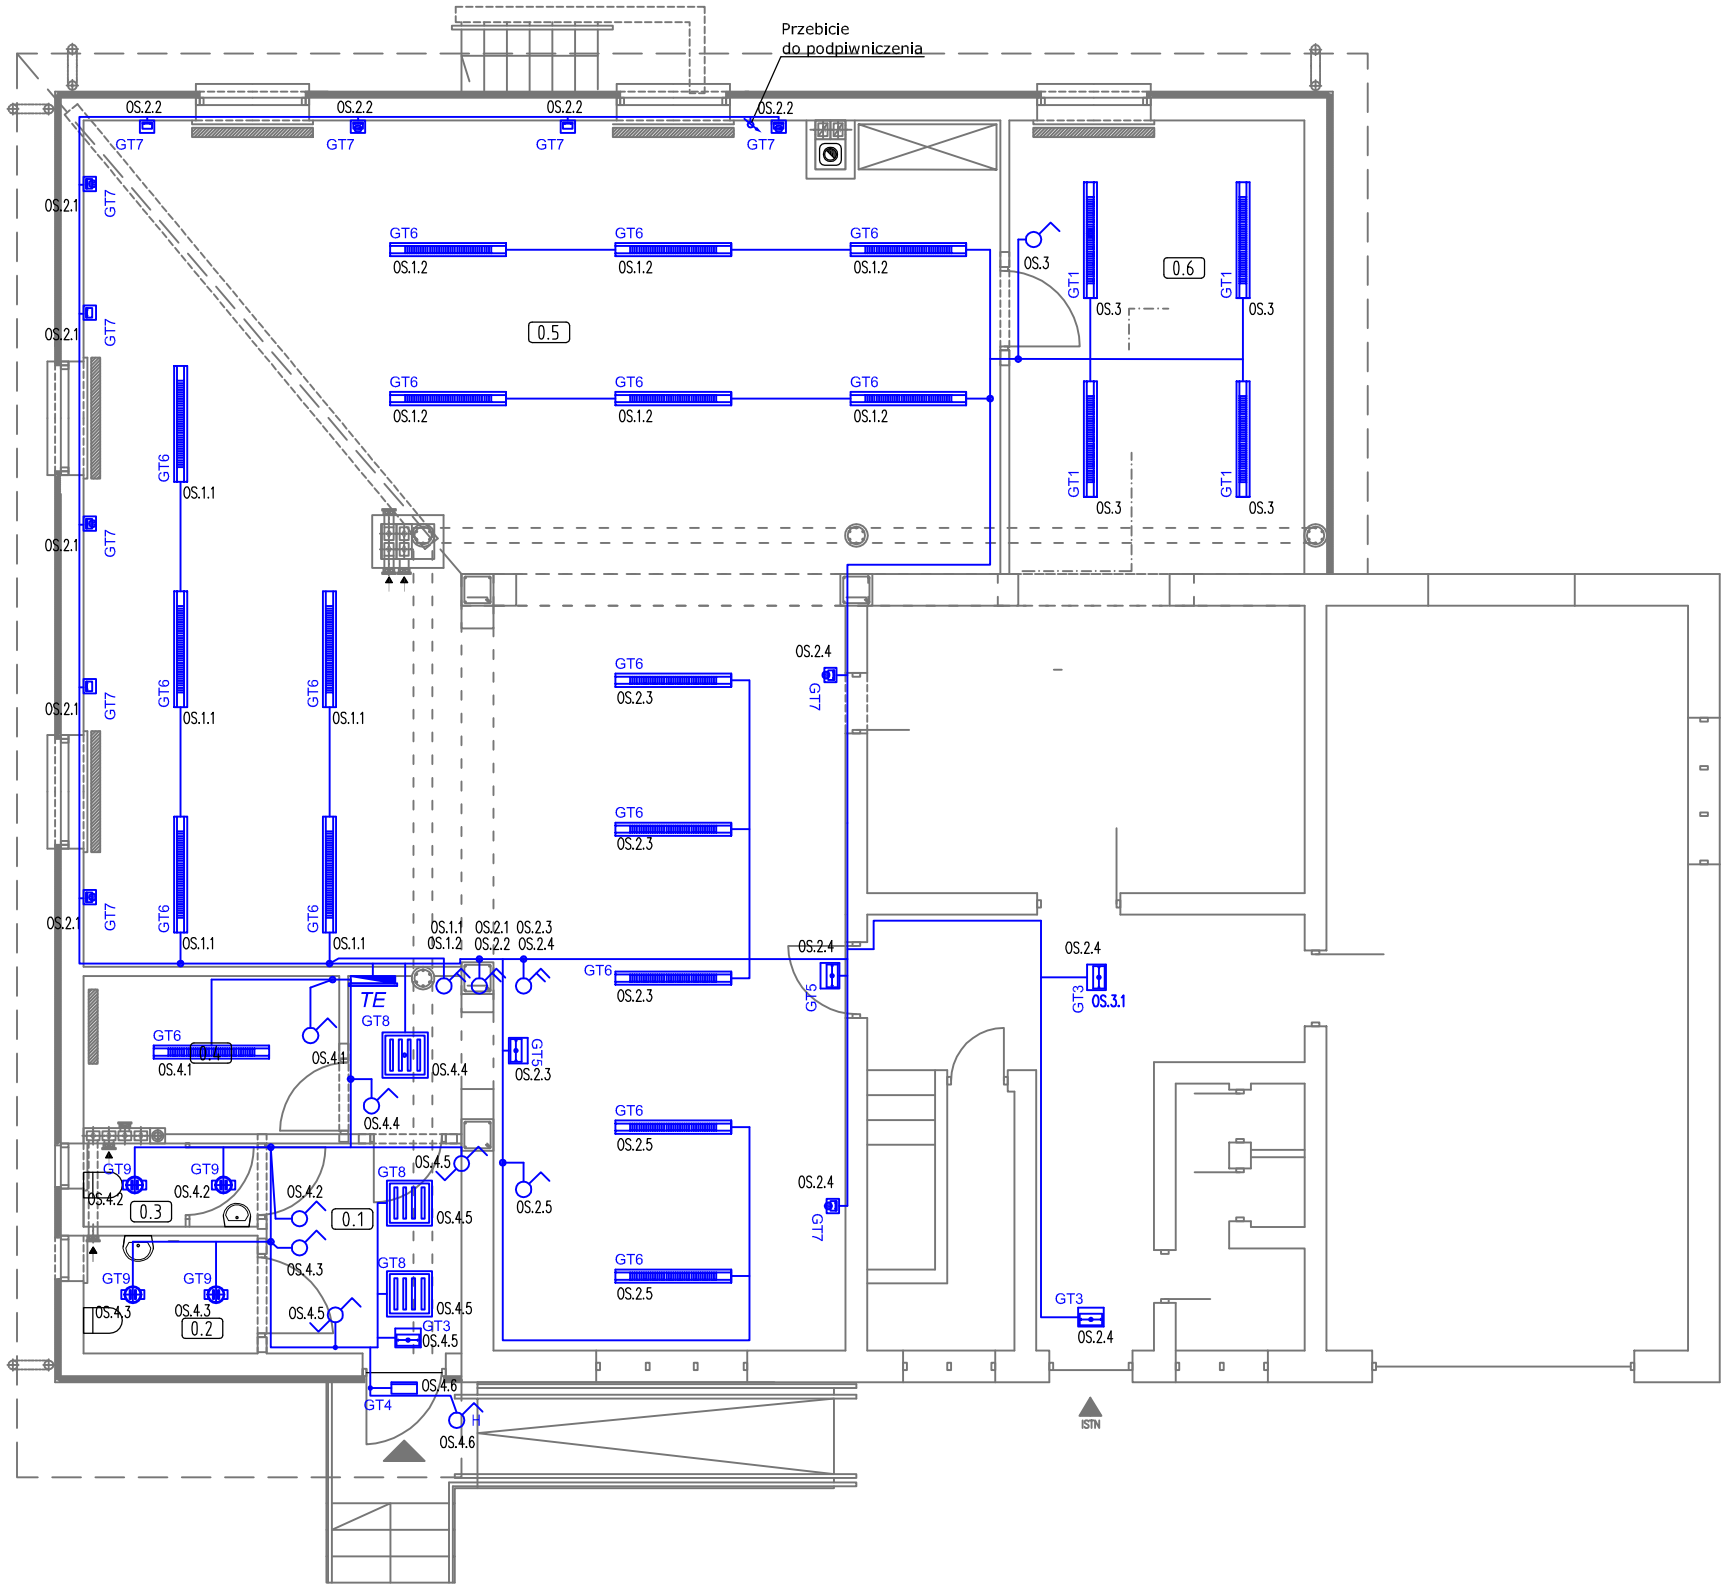 Przebicie
do podpiwniczenia
OS.2.2
OS.2.2
OS.2.2
OS.2.2
GT7
GT7
GT7
GT7
OS.2.1
GT7
GT6
GT6
GT6
OS.1.2
OS.1.2
OS.1.2
OS.3
0.6
GT1
GT1
OS.3
OS.3
OS.2.1
GT7
0.5
GT6
GT6
GT6
OS.1.2
OS.1.2
OS.1.2
GT6
OS.1.1
GT1
GT1
OS.3
OS.3
OS.2.1
GT7
OS.2.4
GT7
GT6
OS.2.3
OS.2.1
GT7
GT6
GT6
OS.1.1
OS.1.1
GT6
OS.2.3
OS.2.1
GT7
GT6
GT6
OS.1.1
OS.1.1
OS.1.1
OS.1.2
OS.2.1
OS.2.2
OS.2.3
OS.2.4
OS.2.4
OS.2.4
GT6
OS.2.3
GT5
GT3
OS.3.1
TE
GT8
GT6
OS.4.1
0.4
OS.4.1
OS.4.4
GT5
OS.2.3
OS.4.4
GT6
OS.2.5
GT9
GT9
OS.4.2
OS.4.2
OS.4.2
OS.4.5
GT8
OS.2.5
OS.2.4
GT7
0.3
0.1
OS.4.5
OS.4.3
GT8
GT6
OS.2.5
GT9
GT9
OS.4.3
OS.4.3
0.2
OS.4.5
OS.4.5
GT3
OS.4.5
GT3
OS.2.4
OS.4.6
GT4
H
OS.4.6
ISTN